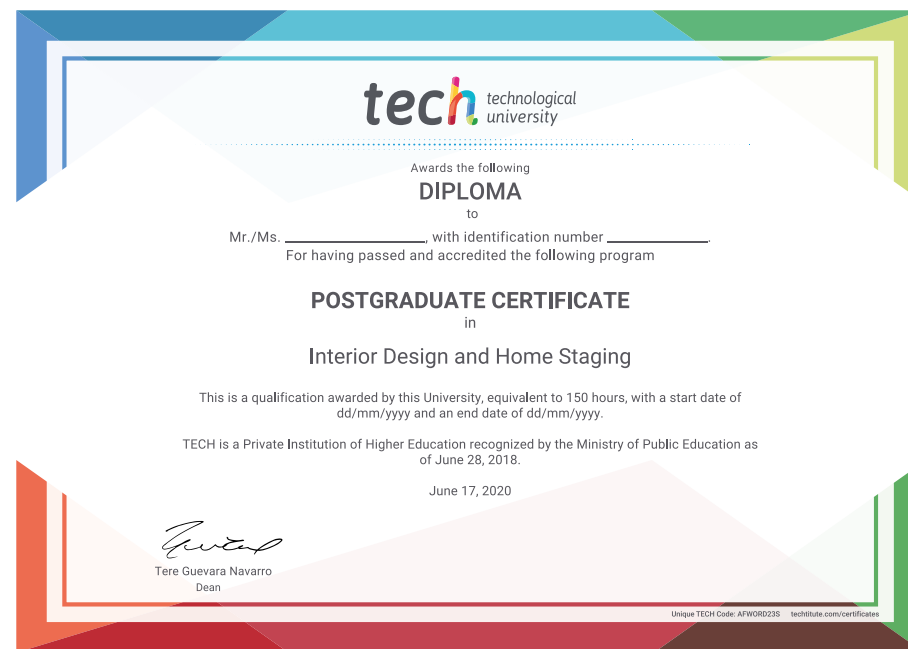 tech technological
university
Awards the following
DIPLOMA
to
Mr./Ms. ____________________, with identification number __________________.
For having passed and accredited the following program
POSTGRADUATE CERTIFICATE
in
Interior Design and Home Staging
This is a qualification awarded by this University, equivalent to 150 hours, with a start date of
dd/mm/yyyy and an end date of dd/mm/yyyy.
TECH is a Private Institution of Higher Education recognized by the Ministry of Public Education as
of June 28, 2018.
June 17, 2020
Tere Guevara Navarro
Dean
Unique TECH Code: AFWORD23S techtitute.com/certificates